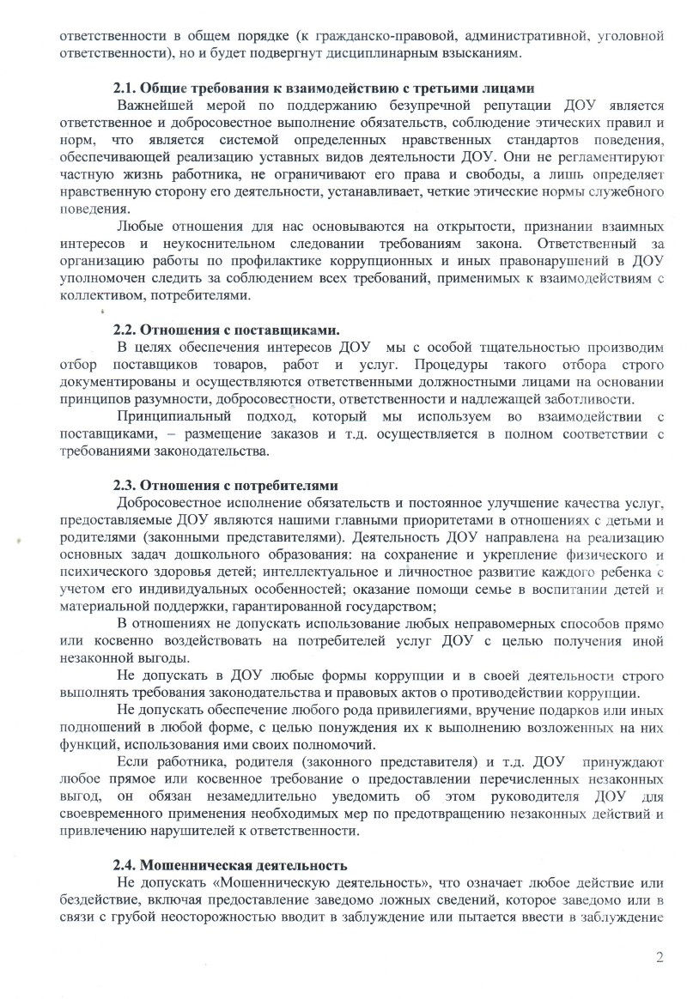 ответственности в общем порядке (к гражданско-правовой, административной, уголовной
ответственности), но и будет подвергнут дисциплинарным взысканиям.
2.1. Общие требования к взаимодействию с третьими лицами
Важнейшей мерой по поддержанию безупречной репутации ДОУ является
ответственное и добросовестное выполнение обязательств, соблюдение этических правил и
норм, что является системой определенных нравственных стандартов поведения,
обеспечивающей реализацию уставных видов деятельности ДОУ. Они не регламентируют
частную жизнь работника, не ограничивают его права и свободы, а лишь определяет
нравственную сторону его деятельности, устанавливает, четкие этические нормы служебного
поведения.
Любые отношения для нас основываются на открытости, признании взаимных
интересов и неукоснительном следовании требованиям закона. Ответственный за
организацию работы по профилактике коррупционных и иных правонарушений в ДОУ
уполномочен следить за соблюдением всех требований, применимых к взаимодействиям с
коллективом, потребителями.
2.2. Отношения с поставщиками.
В целях обеспечения интересов ДОУ мы с особой тщательностью производим
отбор поставщиков товаров, работ и услуг. Процедуры такого отбора строго
документированы и осуществляются ответственными должностными лицами на основании
принципов разумности, добросовестности, ответственности и надлежащей заботливости.
Принципиальный подход, который мы используем во взаимодействии с
поставщиками, – размещение заказов и т.д. осуществляется в полном соответствии с
требованиями законодательства.
2.3. Отношения с потребителями
Добросовестное исполнение обязательств и постоянное улучшение качества услуг,
предоставляемые ДОУ являются нашими главными приоритетами в отношениях с детьми и
родителями (законными представителями). Деятельность ДОУ направлена на реализацию
основных задач дошкольного образования: на сохранение и укрепление физического и
психического здоровья детей; интеллектуальное и личностное развитие каждого ребенка с
учетом его индивидуальных особенностей; оказание помощи семье в воспитании детей и
материальной поддержки, гарантированной государством;
В отношениях не допускать использование любых неправомерных способов прямо
или косвенно воздействовать на потребителей услуг ДОУ с целью получения иной
незаконной выгоды.
Не допускать в ДОУ любые формы коррупции и в своей деятельности строго
выполнять требования законодательства и правовых актов о противодействии коррупции.
Не допускать обеспечение любого рода привилегиями, вручение подарков или иных
подношений в любой форме, с целью понуждения их к выполнению возложенных на них
функций, использования ими своих полномочий.
Если работника, родителя (законного представителя) и т.д. ДОУ принуждают
любое прямое или косвенное требование о предоставлении перечисленных незаконных
выгод, он обязан незамедлительно уведомить об этом руководителя ДОУ для
своевременного применения необходимых мер по предотвращению незаконных действий и
привлечению нарушителей к ответственности.
2.4. Мошенническая деятельность
Не допускать «Мошенническую деятельность», что означает любое действие или
бездействие, включая предоставление заведомо ложных сведений, которое заведомо или в
связи с грубой неосторожностью вводит в заблуждение или пытается ввести в заблуждение
2